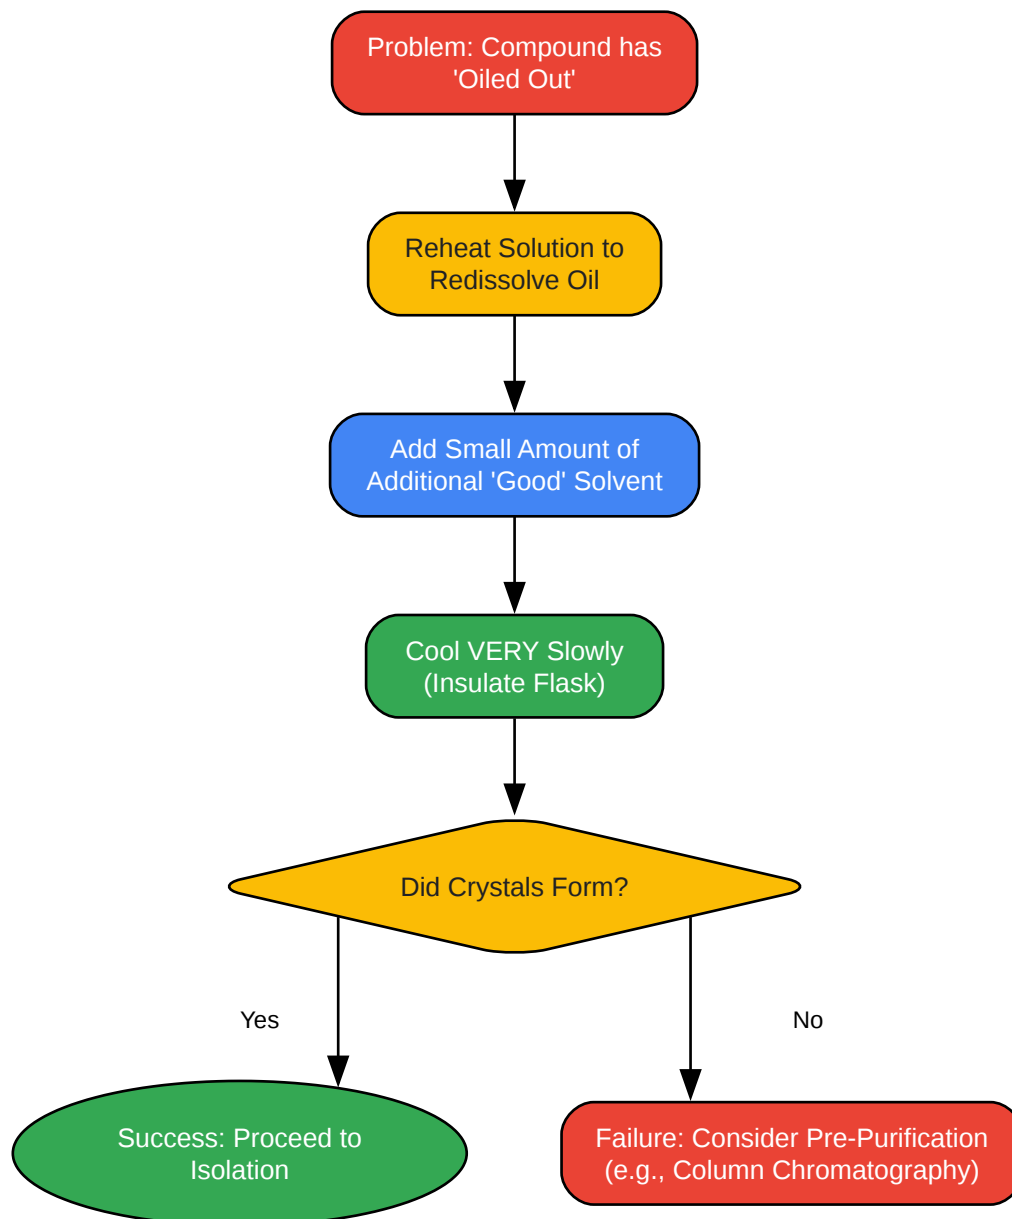 Problem: Compound has
'Oiled Out'
Reheat Solution to
Redissolve Oil
Add Small Amount of
Additional 'Good' Solvent
Cool VERY Slowly
(Insulate Flask)
Did Crystals Form?
Yes
No
Success: Proceed to
Isolation
Failure: Consider Pre-Purification
(e.g., Column Chromatography)